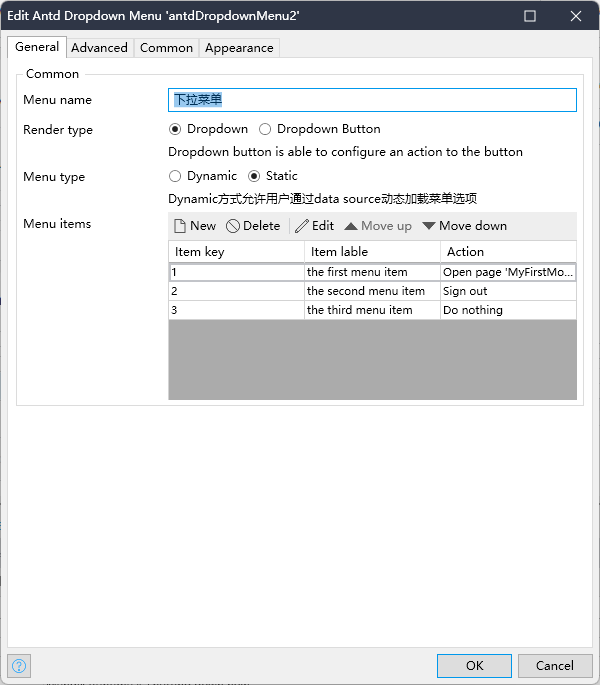 Edit Antd Dropdown Menu 'antdDropdownMenu2'
General Advanced Common Appearance
Common
Menu name 下拉菜单
Render type Dropdown Dropdown Button
Dropdown button is able to configure an action to the button
Menu type Dynamic Static
Dynamic方式允许用户通过data source动态加载菜单选项
Menu items New Delete Edit Move up Move down
Item key Item lable Action
1 the first menu item Open page 'MyFirstMo...
2 the second menu item Sign out
3 the third menu item Do nothing
? OK Cancel